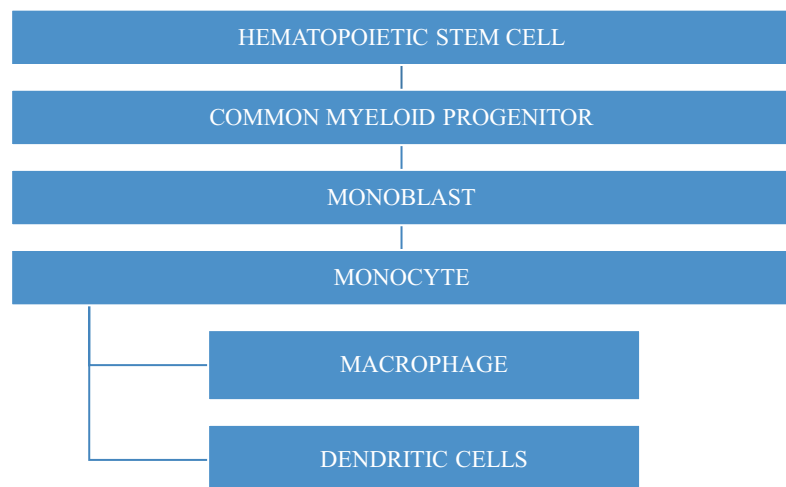 HEMATOPOIETIC STEM CELL
COMMON MYELOID PROGENITOR
MONOBLAST
MONOCYTE
MACROPHAGE
DENDRITIC CELLS